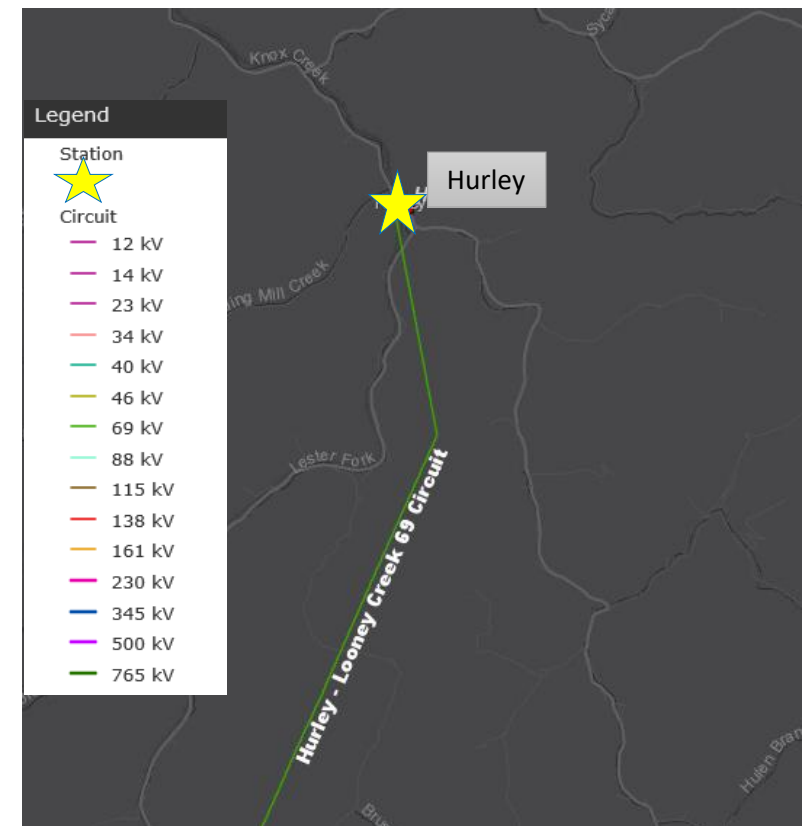 Legend
Station
Circuit
12 kV
14 kV
23 kV
34 kV
40 kV
46 kV
69 kV
88 kV
115 kV
138 kV
161 kV
230 kV
345 kV
500 kV
765 kV
Knox Creek
Hurley
Mill Creek
Lester Fork
Hurley - Looney Creek 69 Circuit